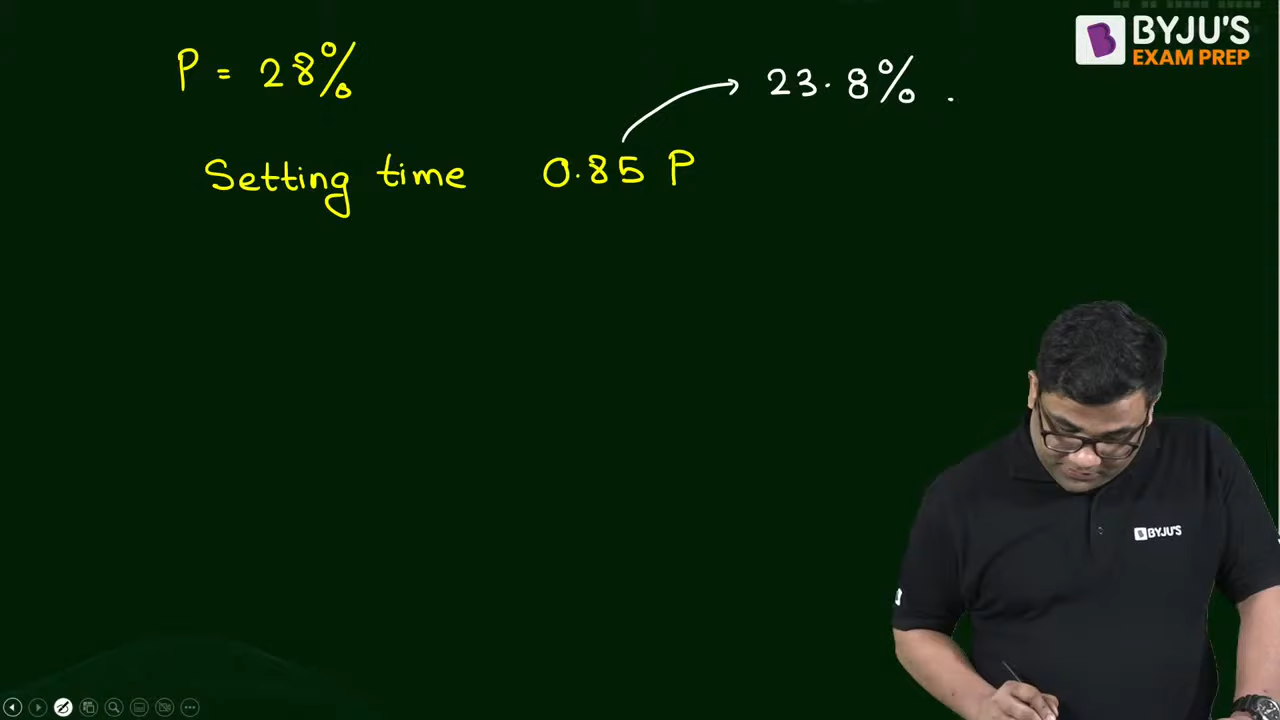 BYJU'S
EXAM PREP
P = 28%
23.8% .
Setting time 0.85 P
BYJU'S